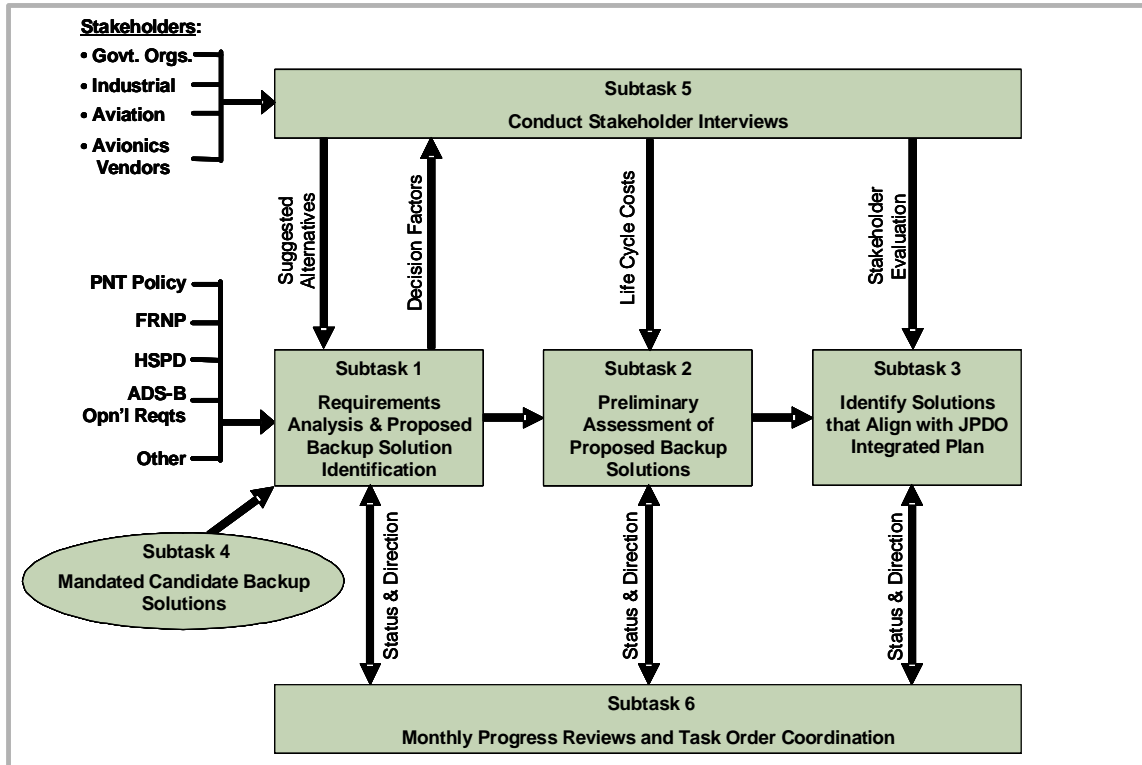 Stakeholders:
• Govt. Orgs.
• Industrial
• Aviation
• Avionics
Vendors
Subtask 5
Conduct Stakeholder Interviews
Suggested
Alternatives
Decision Factors
Life Cycle Costs
Stakeholder
Evaluation
PNT Policy
FRNP
HSPD
ADS-B
Opn'l Reqts
Other
Subtask 1
Requirements
Analysis & Proposed
Backup Solution
Identification
Subtask 2
Preliminary
Assessment of
Proposed Backup
Solutions
Subtask 3
Identify Solutions
that Align with JPDO
Integrated Plan
Subtask 4
Mandated Candidate Backup
Solutions
Status & Direction
Status & Direction
Status & Direction
Subtask 6
Monthly Progress Reviews and Task Order Coordination